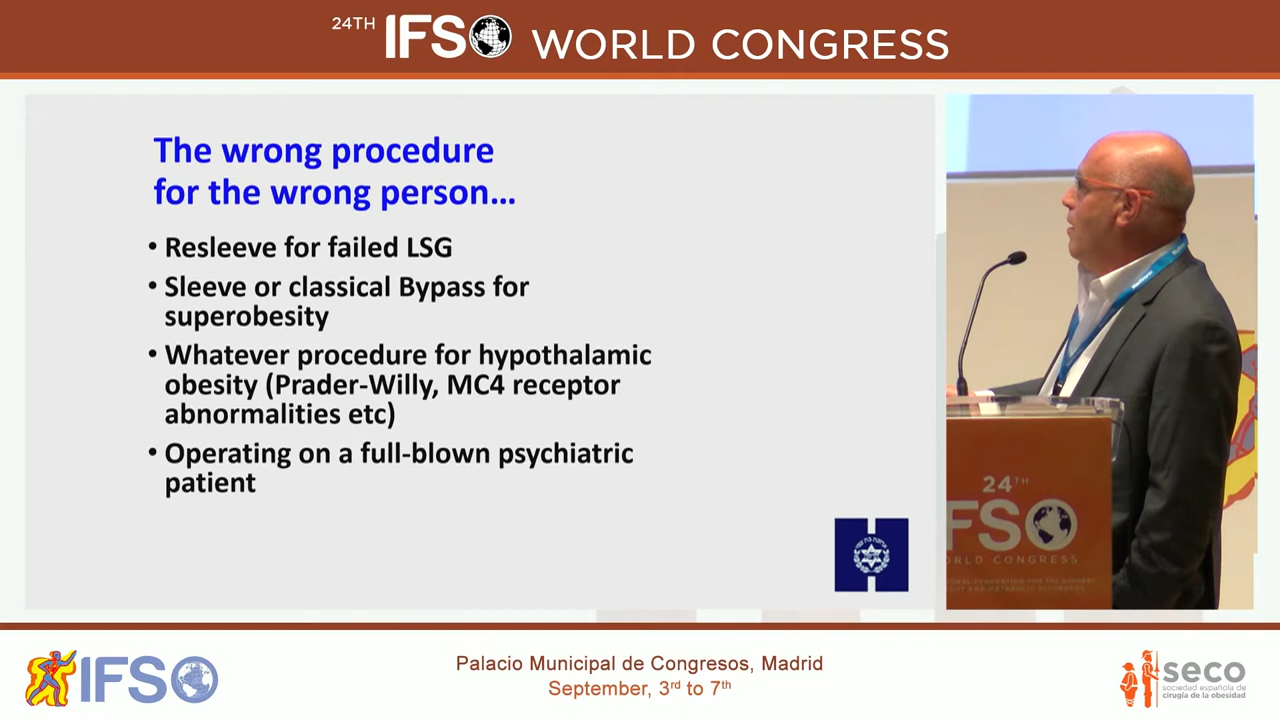 24TH IFSO WORLD CONGRESS
The wrong procedure
for the wrong person...
• Resleeve for failed LSG
• Sleeve or classical Bypass for
superobesity
• Whatever procedure for hypothalamic
obesity (Prader-Willy, MC4 receptor
abnormalities etc)
• Operating on a full-blown psychiatric
patient
24TH
IFSO
WORLD CONGRESS
IFSO
Palacio Municipal de Congresos, Madrid
September, 3rd to 7th
seco
sociedad española de
cirugía de la obesidad